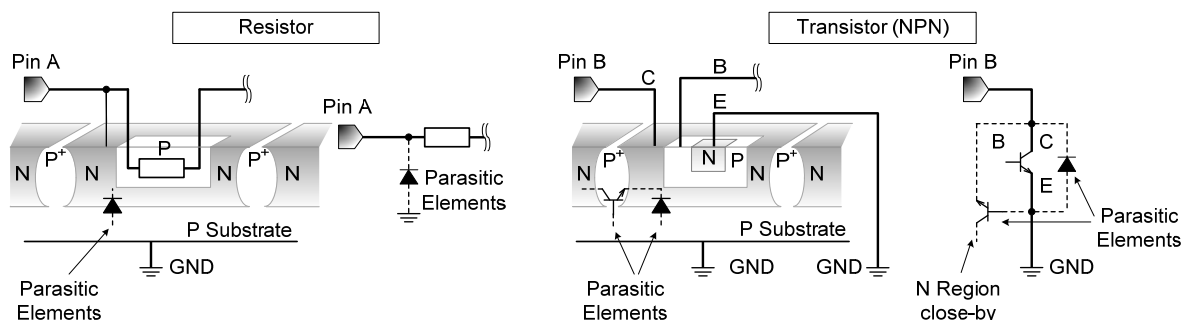 Resistor
Pin A
Pin A
N
P+
N
P
N
P+
N
Parasitic
Elements
P Substrate
GND
Parasitic
Elements
Transistor (NPN)
Pin B
C
B
E
Pin B
B
C
E
N
P+
N
N
P
N
P+
N
P Substrate
GND
GND
GND
Parasitic
Elements
Parasitic
Elements
N Region
close-by